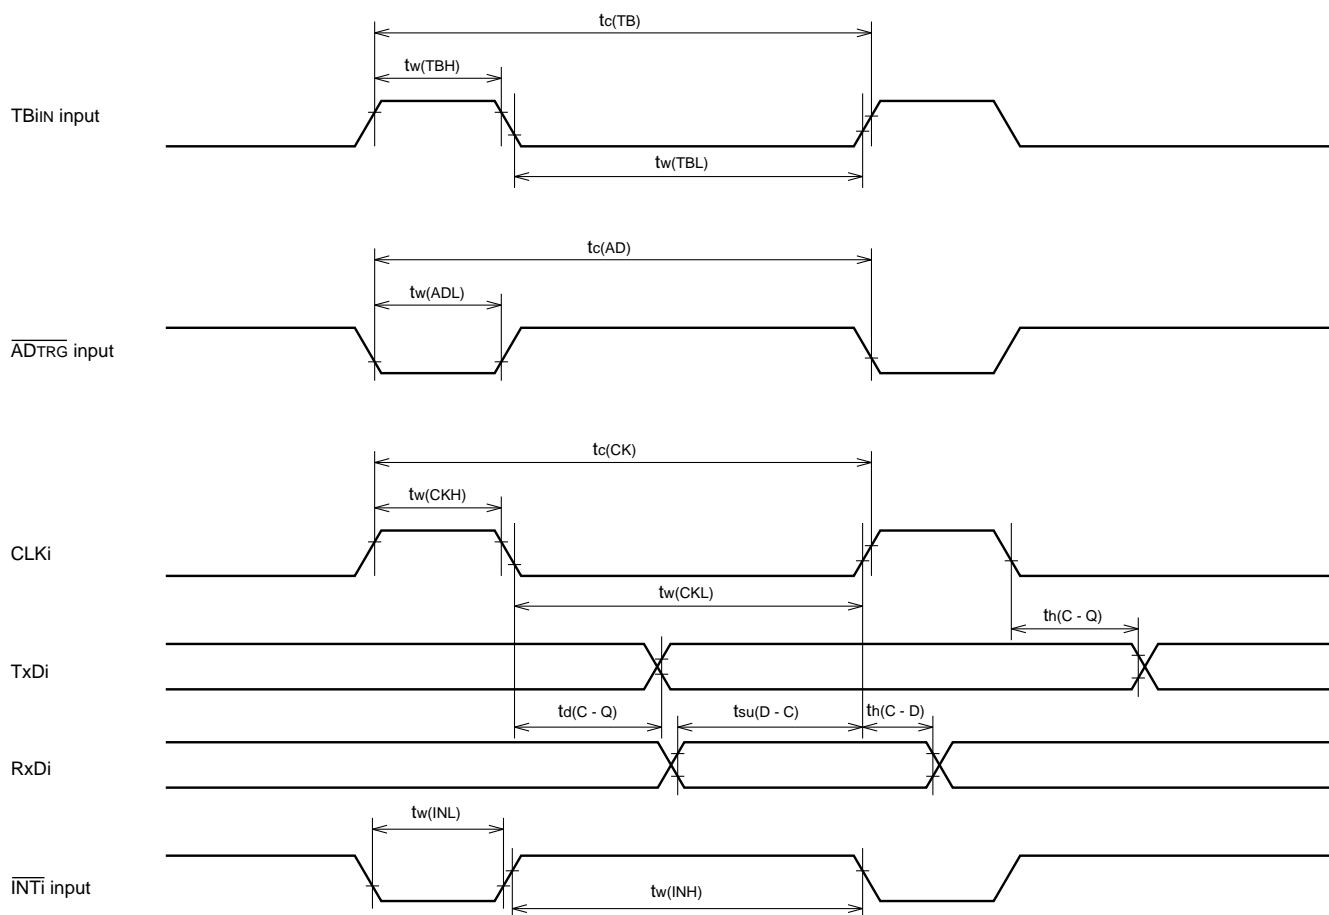 tc(TB)
tw(TBH)
TBiIN input
tw(TBL)
tc(AD)
tw(ADL)
ADTRG input
tc(CK)
tw(CKH)
CLKi
tw(CKL)
th(C - Q)
TxDi
td(C - Q) tsu(D - C) th(C - D)
RxDi
tw(INL)
INTi input
tw(INH)